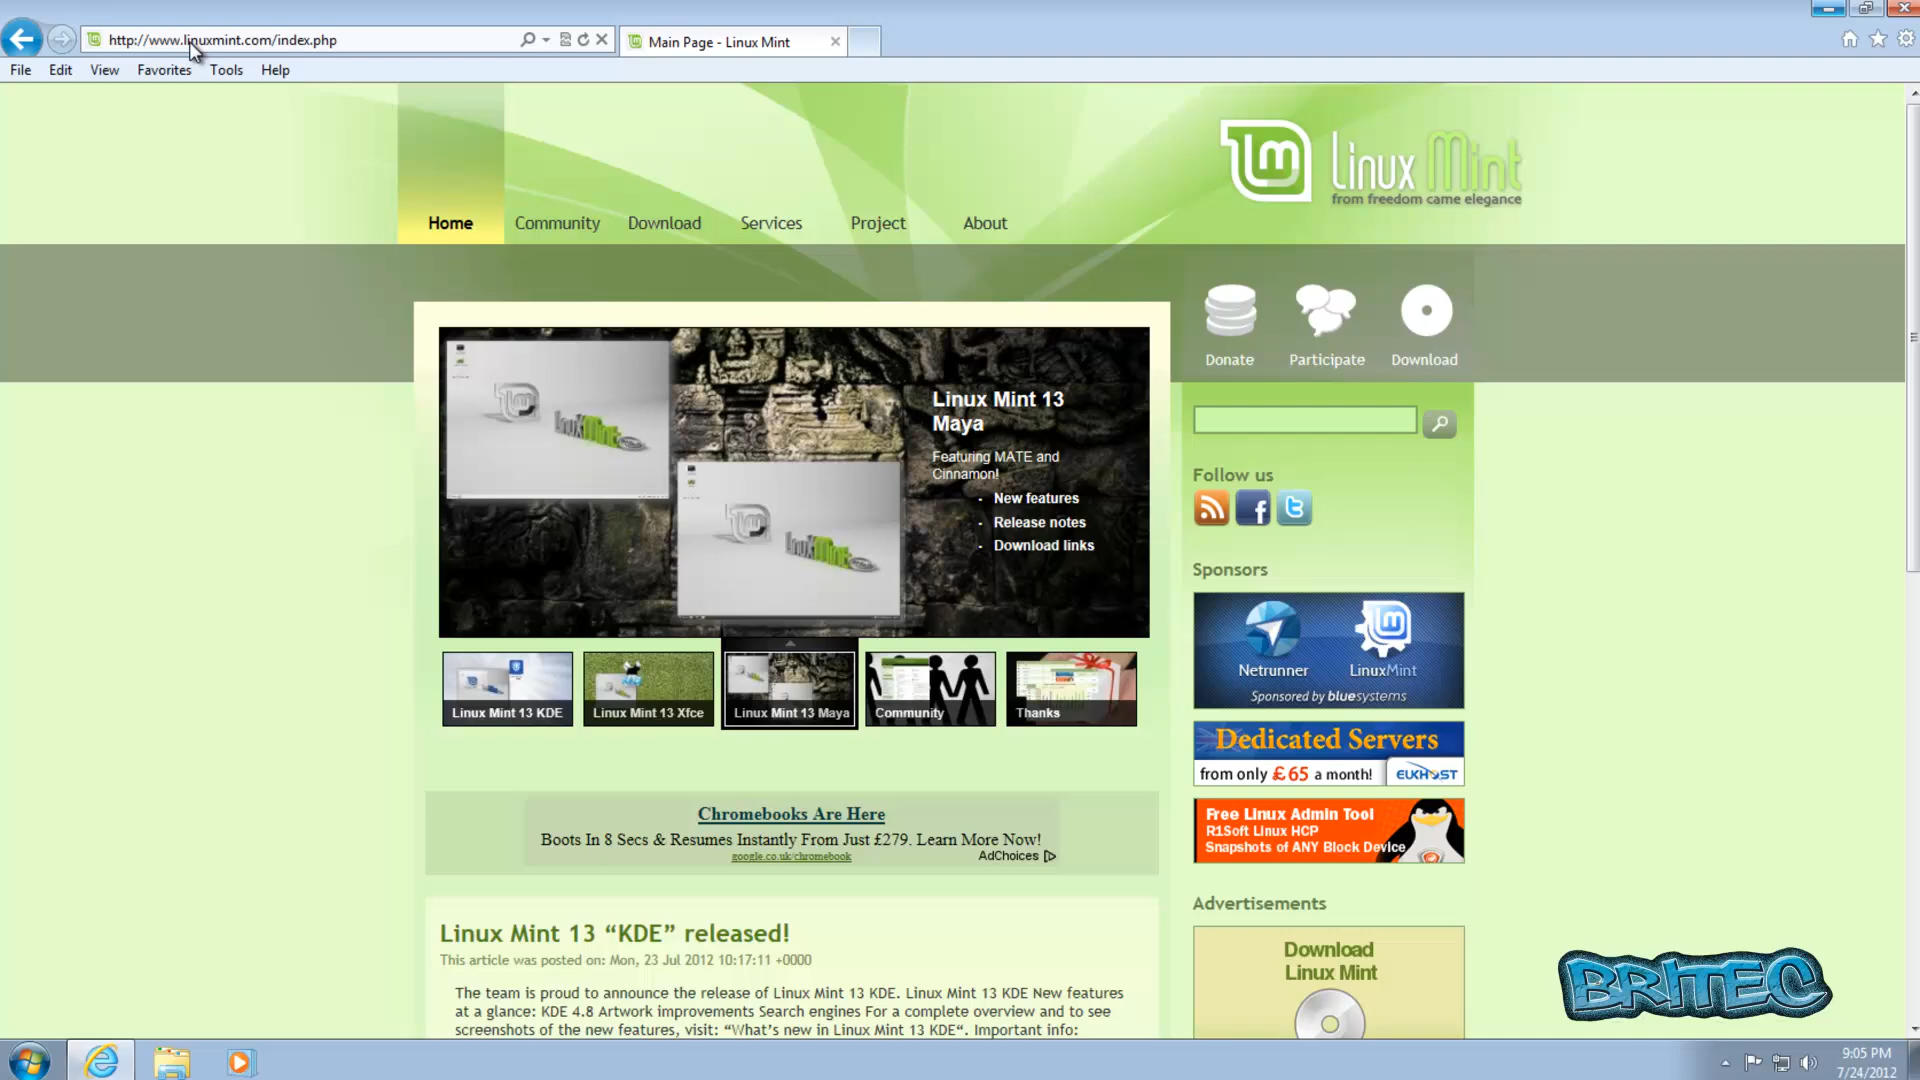 http://www.linuxmint.com/index.php
Main Page - Linux Mint
File Edit View Favorites Tools Help
Linux Mint
from freedom came elegance
Home Community Download Services Project About
Donate Participate Download
Linux Mint 13
Maya
Featuring MATE and
Cinnamon!
- New features
- Release notes
- Download links
Linux Mint 13 KDE
Linux Mint 13 Xfce
Linux Mint 13 Maya
Community
Thanks
Follow us
Sponsors
Netrunner LinuxMint
Sponsored by bluesystems
Dedicated Servers
from only £65 a month! EUKHOST
Free Linux Admin Tool
R1Soft Linux HCP
Snapshots of ANY Block Device
Chromebooks Are Here
Boots In 8 Secs & Resumes Instantly From Just £279. Learn More Now!
google.co.uk/chromebook
AdChoices
Linux Mint 13 “KDE” released!
This article was posted on: Mon, 23 Jul 2012 10:17:11 +0000
The team is proud to announce the release of Linux Mint 13 KDE. Linux Mint 13 KDE New features
at a glance: KDE 4.8 Artwork improvements Search engines For a complete overview and to see
screenshots of the new features, visit: “What’s new in Linux Mint 13 KDE“. Important info:
Advertisements
Download
Linux Mint
BRITEC
9:05 PM
7/24/2012